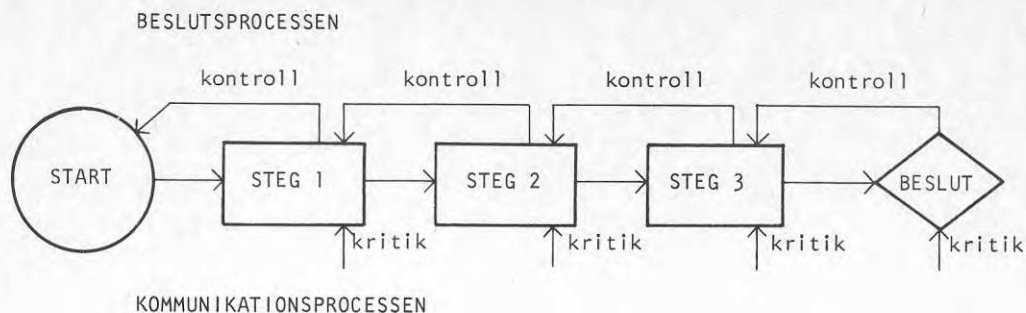 BESLUTSPROCESSEN
kontroll kontroll kontroll kontroll
START STEG 1 STEG 2 STEG 3 BESLUT
kritik kritik kritik kritik
KOMMUNIKATIONSPROCESSEN